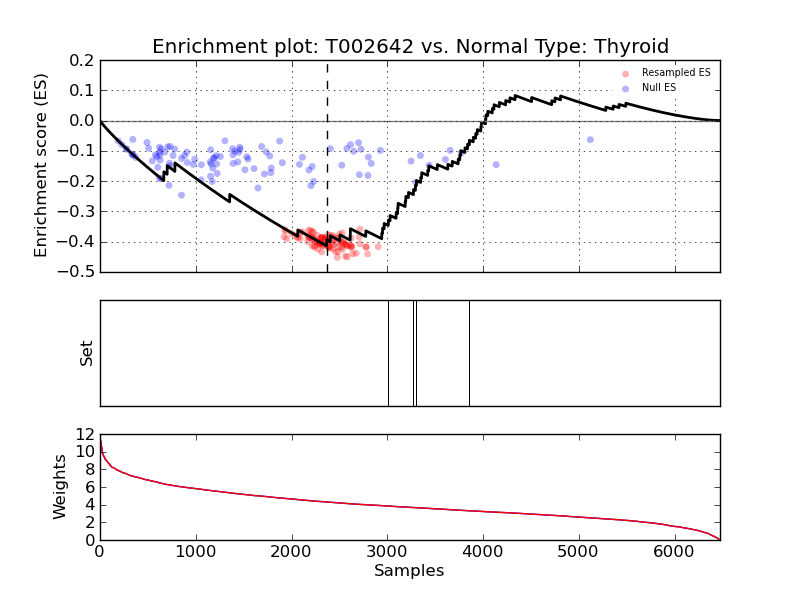 Enrichment plot: T002642 vs. Normal Type: Thyroid
Enrichment score (ES)
0.2
0.1
0.0
−0.1
−0.2
−0.3
−0.4
−0.5
Resampled ES
Null ES
Set
Weights
12
10
8
6
4
2
0
0 1000 2000 3000 4000 5000 6000
Samples